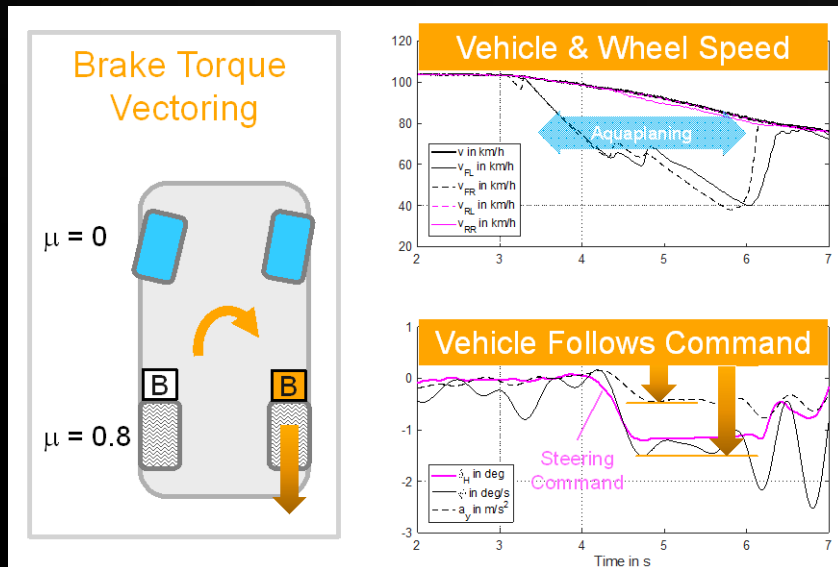 Brake Torque
Vectoring
μ = 0
B
B
μ = 0.8
Vehicle & Wheel Speed
120
100
80
60
40
20
Aquaplaning
v in km/h
v_FL in km/h
v_FR in km/h
v_RL in km/h
v_RR in km/h
2 3 4 5 6 7
Vehicle Follows Command
1
0
-1
-2
-3
Steering
Command
_H in deg
in deg/s
a_y in m/s²
2 3 4 5 6 7
Time in s